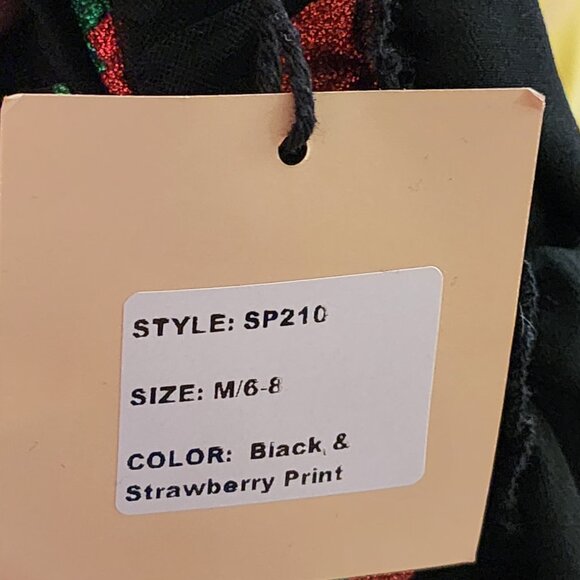 STYLE: SP210
SIZE: M/6-8
COLOR: Black, &
Strawberry Print